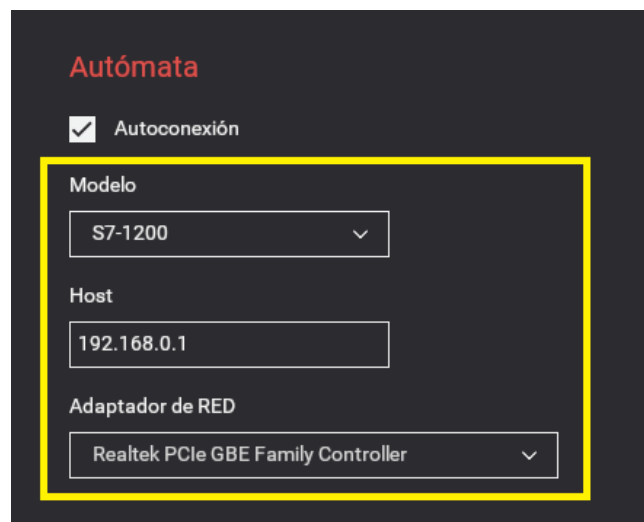 Autómata
Autoconexión
Modelo
S7-1200
Host
192.168.0.1
Adaptador de RED
Realtek PCIe GBE Family Controller